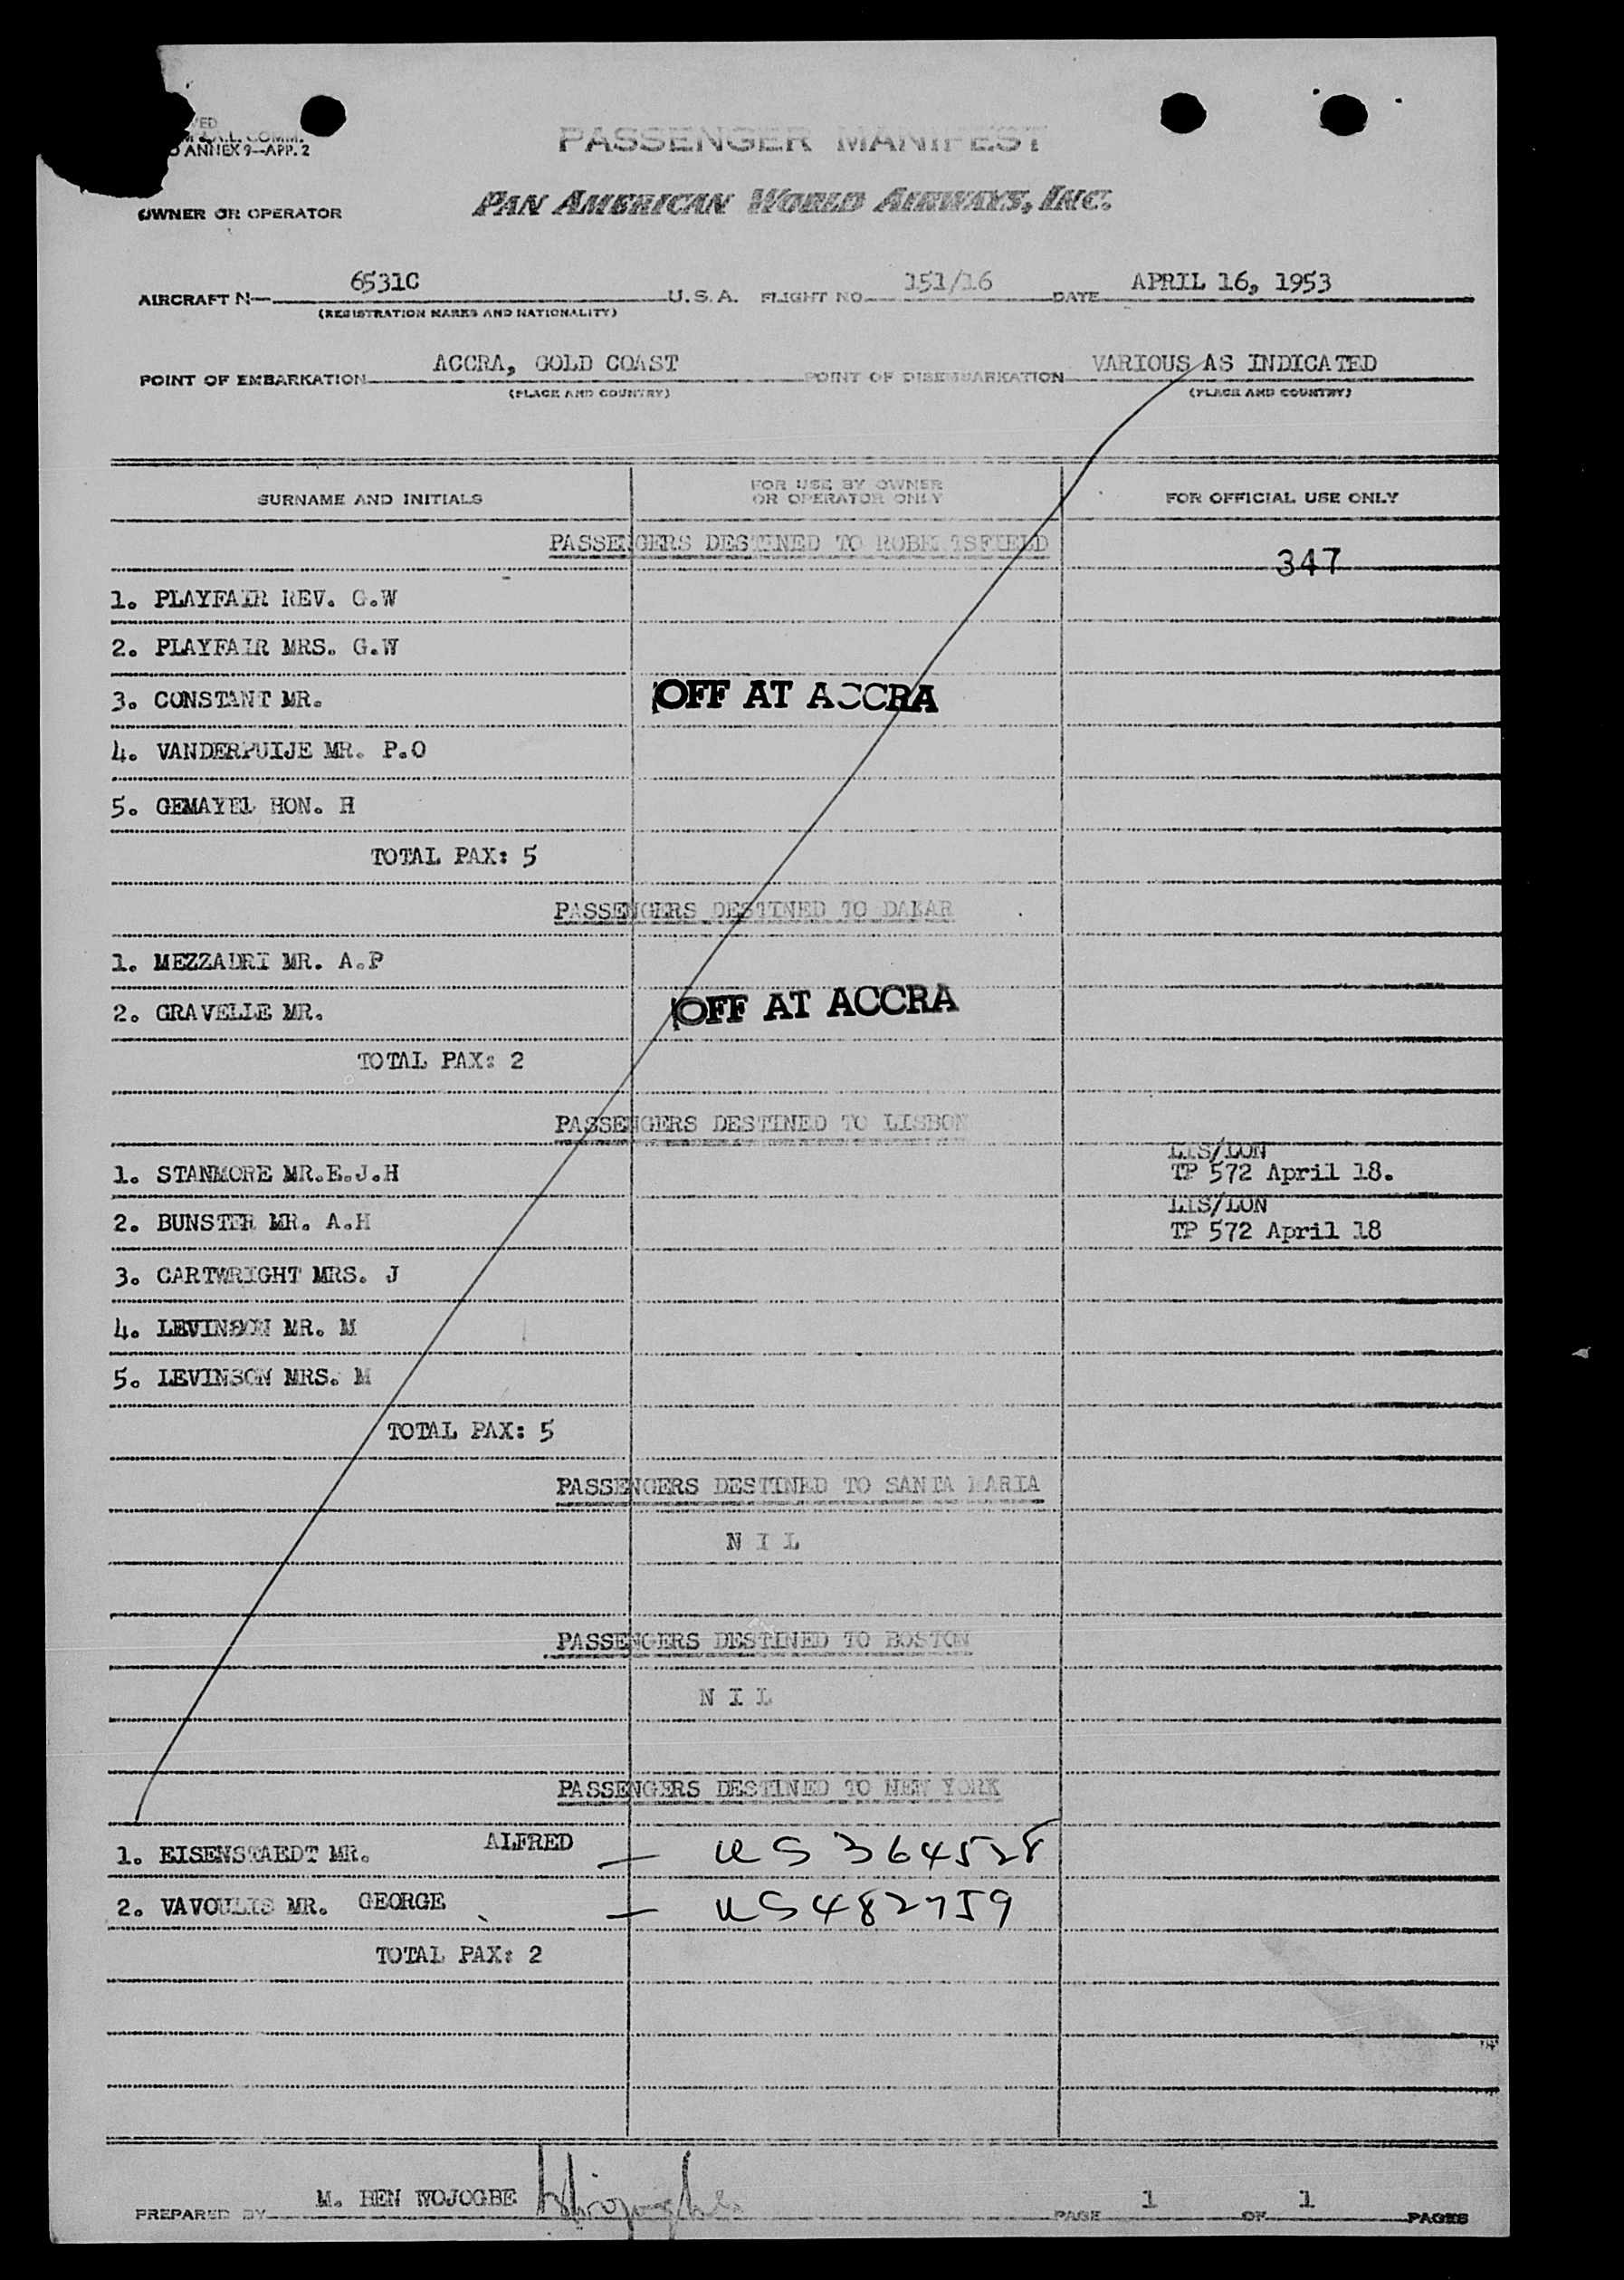 ANNEX 9—APP. 2
PASSENGER MANIFEST
OWNER OR OPERATOR
PAN AMERICAN WORLD AIRWAYS, INC.
AIRCRAFT N— 6531C U. S. A. FLIGHT NO. 151/16 DATE APRIL 16, 1953
(REGISTRATION MARKS AND NATIONALITY)
POINT OF EMBARKATION ACCRA, GOLD COAST POINT OF DISEMBARKATION VARIOUS AS INDICATED
(PLACE AND COUNTRY) (PLACE AND COUNTRY)
SURNAME AND INITIALS FOR USE BY OWNER OR OPERATOR ONLY FOR OFFICIAL USE ONLY
PASSENGERS DESTINED TO ROBERTSFIELD
347
1. PLAYFAIR REV. G.W
2. PLAYFAIR MRS. G.W
3. CONSTANT MR. OFF AT ACCRA
4. VANDERPUIJE MR. P.O
5. GEMAYEL HON. H
TOTAL PAX: 5
PASSENGERS DESTINED TO DAKAR
1. MEZZADRI MR. A.P
2. GRAVELLE MR. OFF AT ACCRA
TOTAL PAX: 2
PASSENGERS DESTINED TO LISBON
LIS/LON
1. STANMORE MR.E.J.H TP 572 April 18.
LIS/LON
2. BUNSTER MR. A.H TP 572 April 18
3. CARTWRIGHT MRS. J
4. LEVINSON MR. M
5. LEVINSON MRS. M
TOTAL PAX: 5
PASSENGERS DESTINED TO SANTA MARIA
N I L
PASSENGERS DESTINED TO BOSTON
N I L
PASSENGERS DESTINED TO NEW YORK
1. EISENSTAEDT MR. ALFRED — US 364528
2. VAVOULIS MR. GEORGE — US 482759
TOTAL PAX: 2
PREPARED BY M. BEN WOJOGBE PAGE 1 OF 1 PAGES